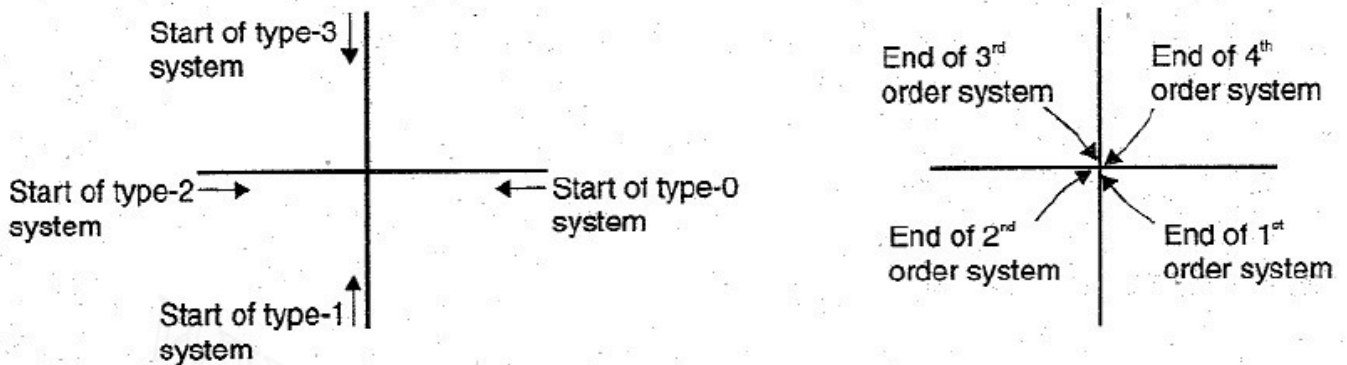 Start of type-3
system
Start of type-2
system
Start of type-0
system
Start of type-1
system
End of 3rd
order system
End of 4th
order system
End of 2nd
order system
End of 1st
order system